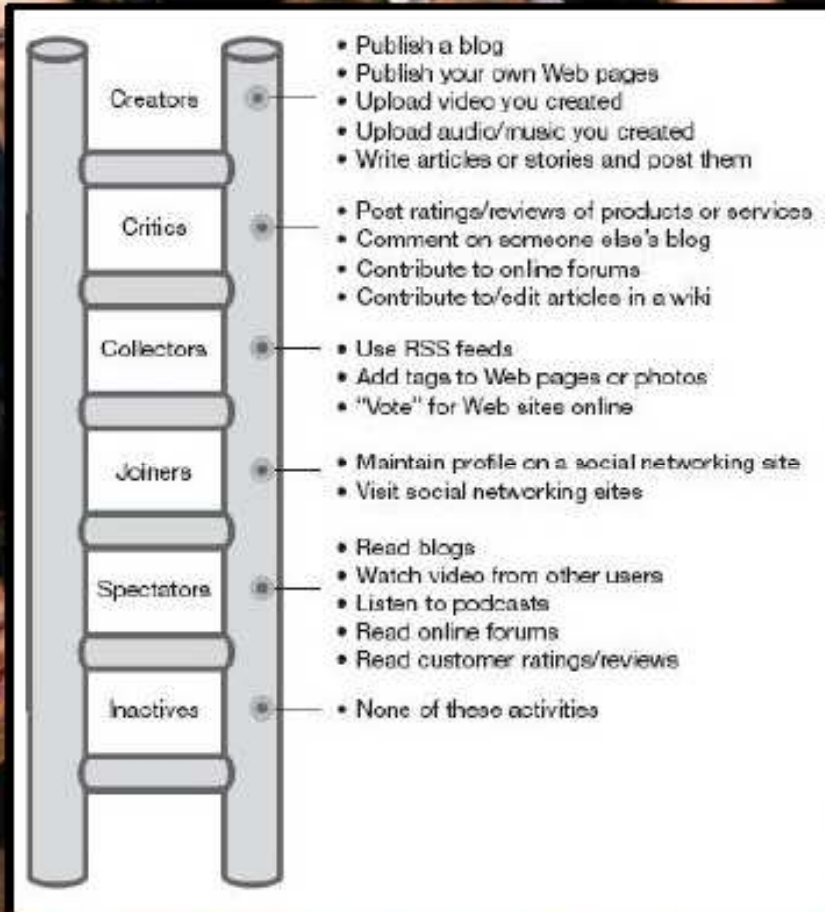 Creators
• Publish a blog
• Publish your own Web pages
• Upload video you created
• Upload audio/music you created
• Write articles or stories and post them
Critics
• Post ratings/reviews of products or services
• Comment on someone else's blog
• Contribute to online forums
• Contribute to/edit articles in a wiki
Collectors
• Use RSS feeds
• Add tags to Web pages or photos
• "Vote" for Web sites online
Joiners
• Maintain profile on a social networking site
• Visit social networking sites
Spectators
• Read blogs
• Watch video from other users
• Listen to podcasts
• Read online forums
• Read customer ratings/reviews
Inactives
• None of these activities